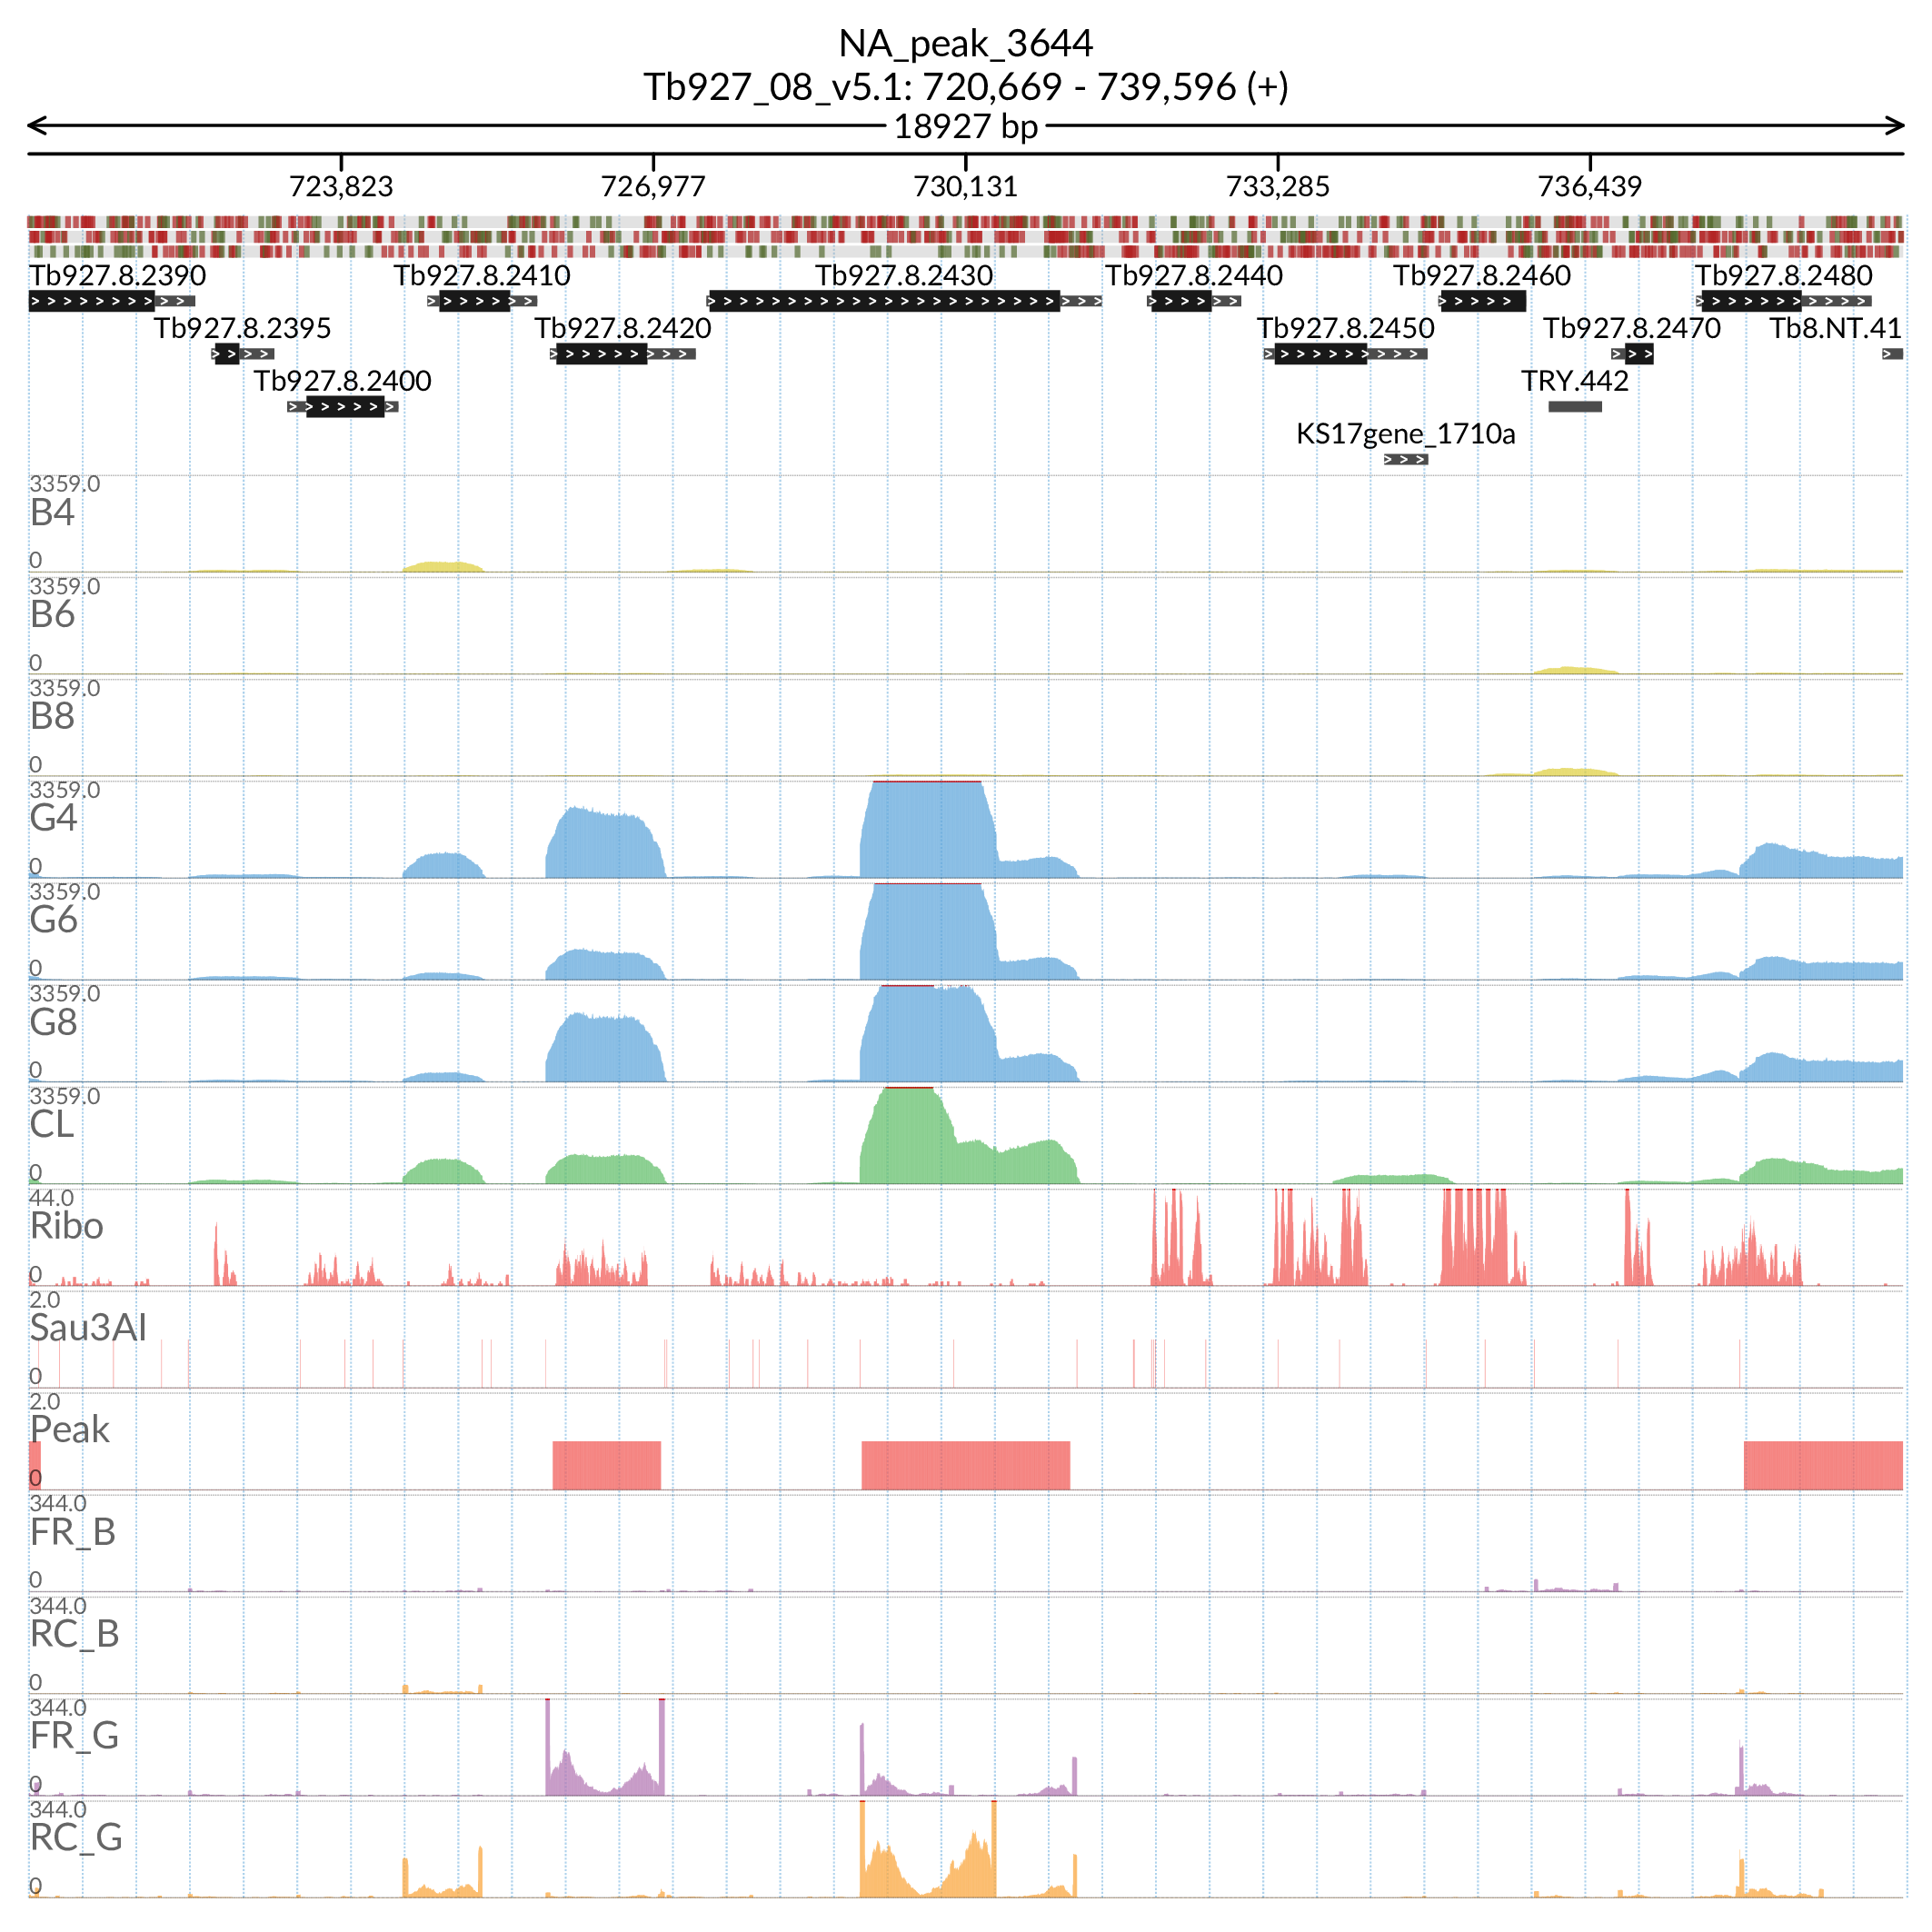 NA_peak_3644
Tb927_08_v5.1: 720,669 - 739,596 (+)
18927 bp
723,823 726,977 730,131 733,285 736,439
Tb927.8.2390 Tb927.8.2410 Tb927.8.2430 Tb927.8.2440 Tb927.8.2460 Tb927.8.2480
Tb927.8.2395 Tb927.8.2420 Tb927.8.2450 Tb927.8.2470 Tb8.NT.41
Tb927.8.2400 TRY.442
KS17gene_1710a
3359.0
B4
0
3359.0
B6
0
3359.0
B8
0
3359.0
G4
0
3359.0
G6
0
3359.0
G8
0
3359.0
CL
0
44.0
Ribo
0
2.0
Sau3AI
0
2.0
Peak
0
344.0
FR_B
0
344.0
RC_B
0
344.0
FR_G
0
344.0
RC_G
0